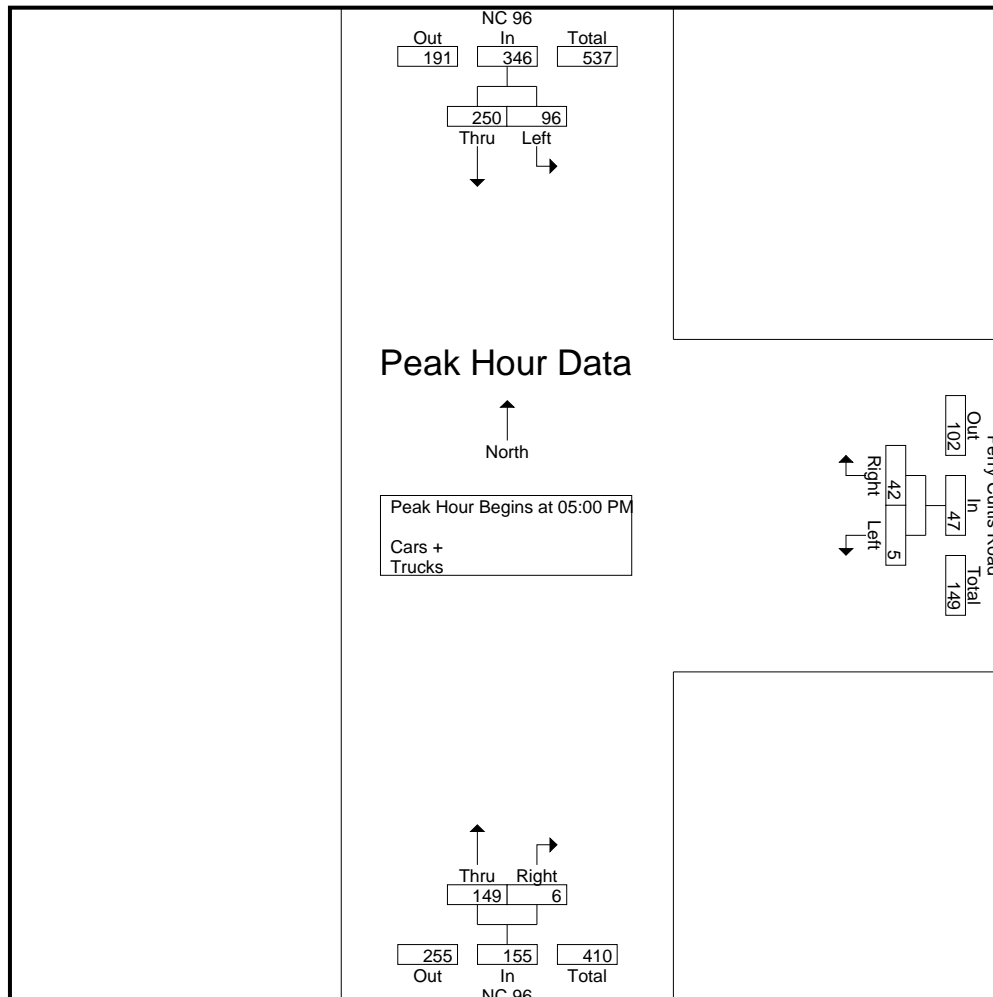 NC 96
Out In Total
191 346 537
250 96
Thru Left
Peak Hour Data
North
Peak Hour Begins at 05:00 PM
Cars +
Trucks
Out In Total
102 47 149
42 5
Right Left
Thru Right
149 6
255 155 410
Out In Total
NC 96